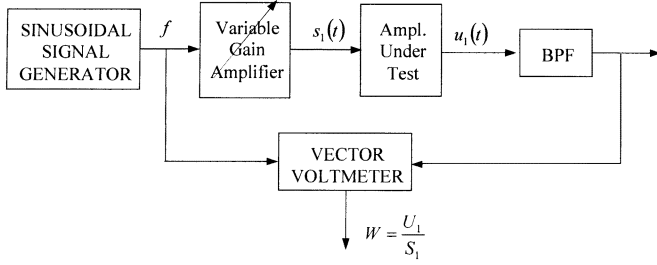 SINUSOIDAL
SIGNAL
GENERATOR
f
Variable
Gain
Amplifier
s₁(t)
Ampl.
Under
Test
u₁(t)
BPF
VECTOR
VOLTMETER
W = U₁/S₁